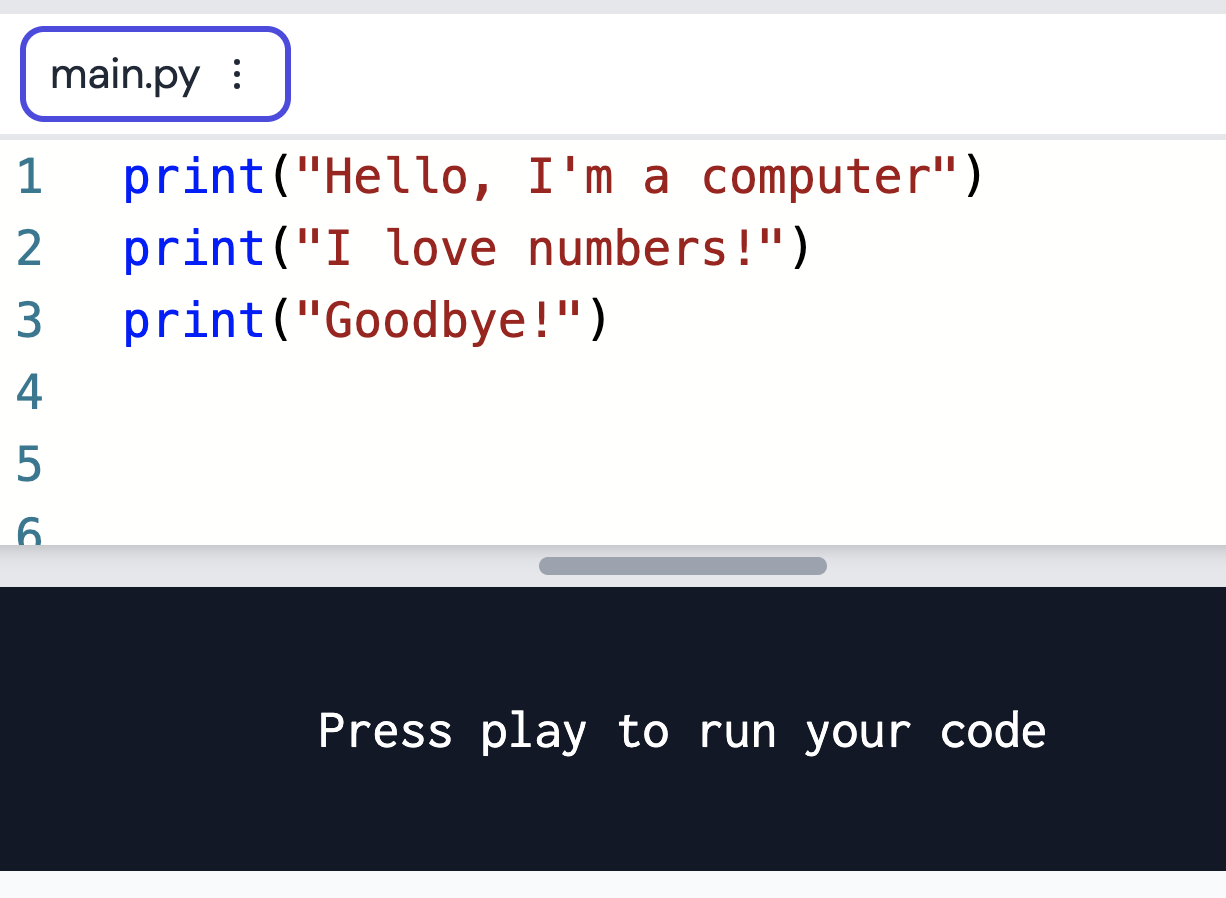 main.py
1 print("Hello, I'm a computer")
2 print("I love numbers!")
3 print("Goodbye!")
4
5
6
Press play to run your code